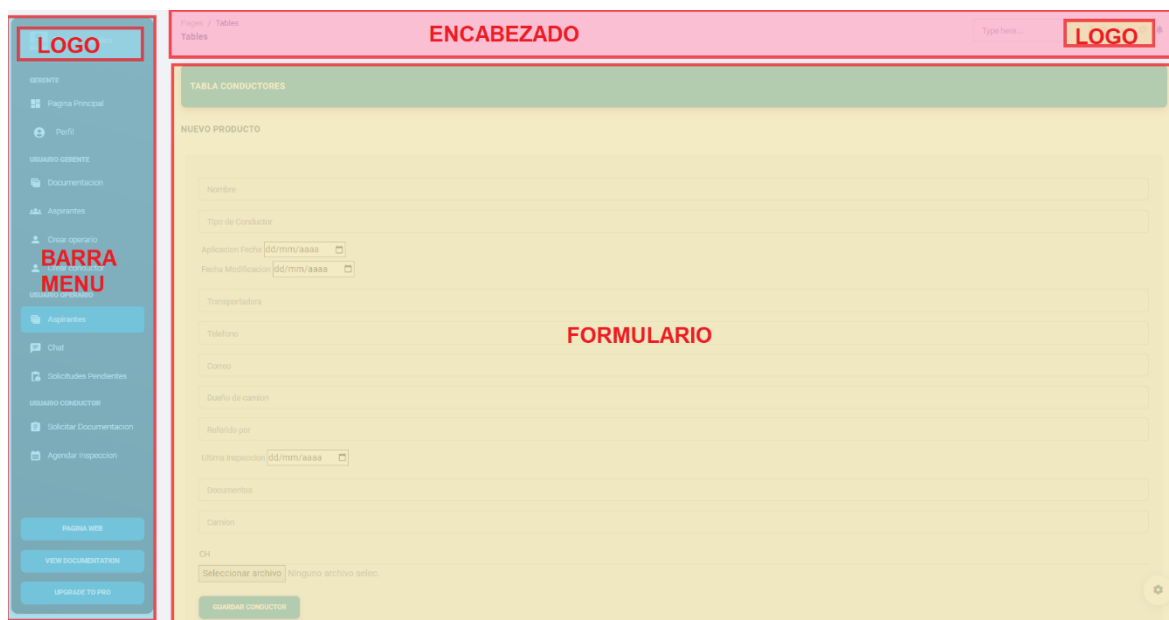 LOGO
GERENTE
Pagina Principal
Perfil
USUARIO GERENTE
Documentacion
Aspirantes
Crear operario
Crear conductor
BARRA
MENU
USUARIO OPERARIO
Aspirantes
Chat
Solicitudes Pendientes
USUARIO CONDUCTOR
Solicitar Documentacion
Agendar Inspeccion
PAGINA WEB
VIEW DOCUMENTATION
UPGRADE TO PRO
Pages / Tables
Tables
ENCABEZADO
Type here...
LOGO
TABLA CONDUCTORES
NUEVO PRODUCTO
Nombre
Tipo de Conductor
Aplicacion Fecha dd/mm/aaaa
Fecha Modificacion dd/mm/aaaa
Transportadora
Telefono
FORMULARIO
Correo
Dueño de camion
Referido por
Ultima Inspeccion dd/mm/aaaa
Documentos
Camion
CH
Seleccionar archivo Ninguno archivo selec.
GUARDAR CONDUCTOR